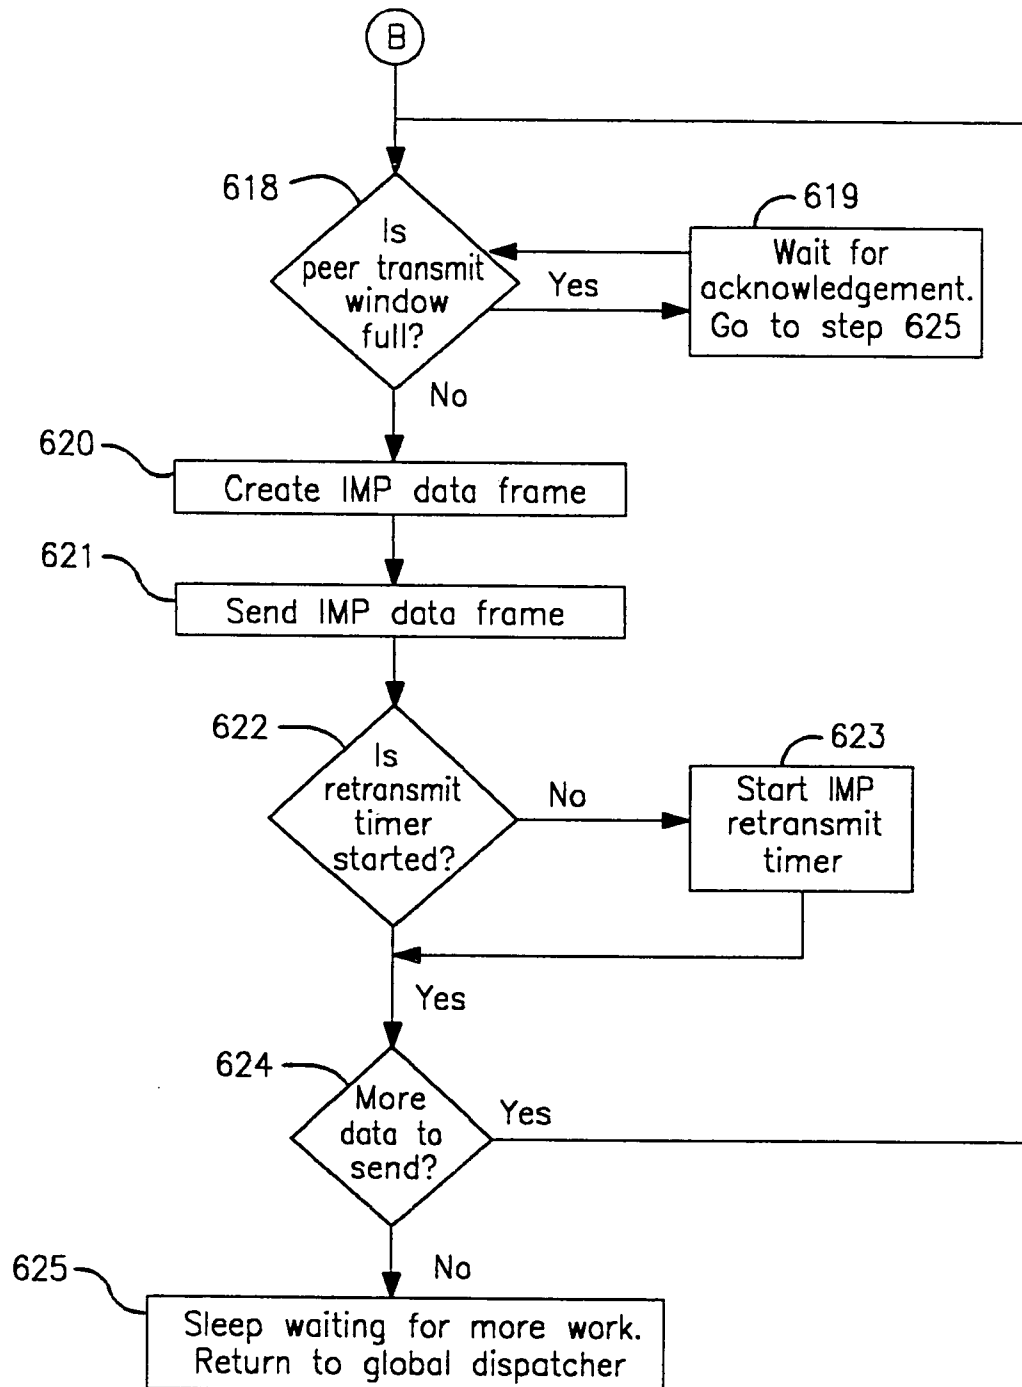 B
618
Is
peer transmit
window
full?
Yes
619
Wait for
acknowledgement.
Go to step 625
No
620
Create IMP data frame
621
Send IMP data frame
622
Is
retransmit
timer
started?
No
623
Start IMP
retransmit
timer
Yes
624
More
data to
send?
Yes
No
625
Sleep waiting for more work.
Return to global dispatcher